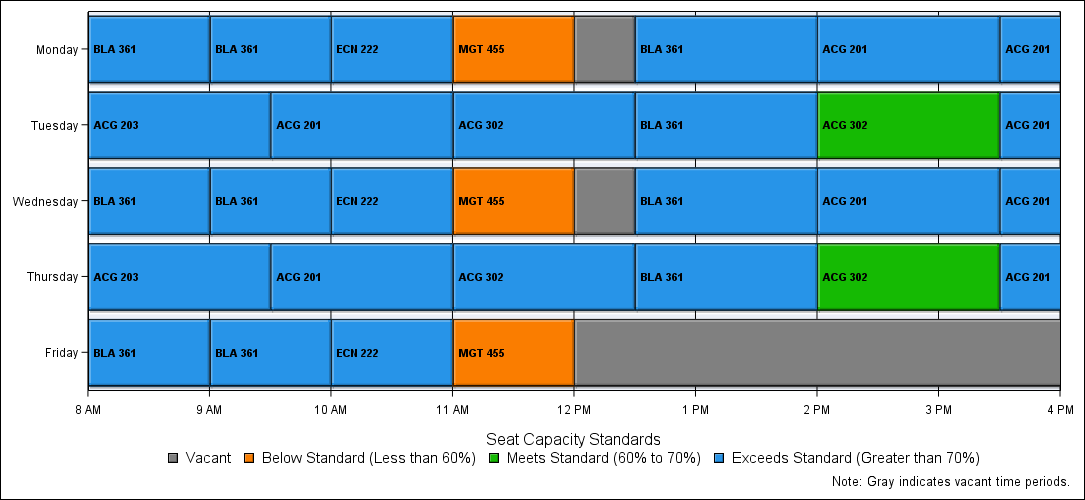 Monday BLA 361 BLA 361 ECN 222 MGT 455 BLA 361 ACG 201 ACG 201
Tuesday ACG 203 ACG 201 ACG 302 BLA 361 ACG 302 ACG 201
Wednesday BLA 361 BLA 361 ECN 222 MGT 455 BLA 361 ACG 201 ACG 201
Thursday ACG 203 ACG 201 ACG 302 BLA 361 ACG 302 ACG 201
Friday BLA 361 BLA 361 ECN 222 MGT 455
8 AM 9 AM 10 AM 11 AM 12 PM 1 PM 2 PM 3 PM 4 PM
Seat Capacity Standards
Vacant Below Standard (Less than 60%) Meets Standard (60% to 70%) Exceeds Standard (Greater than 70%)
Note: Gray indicates vacant time periods.